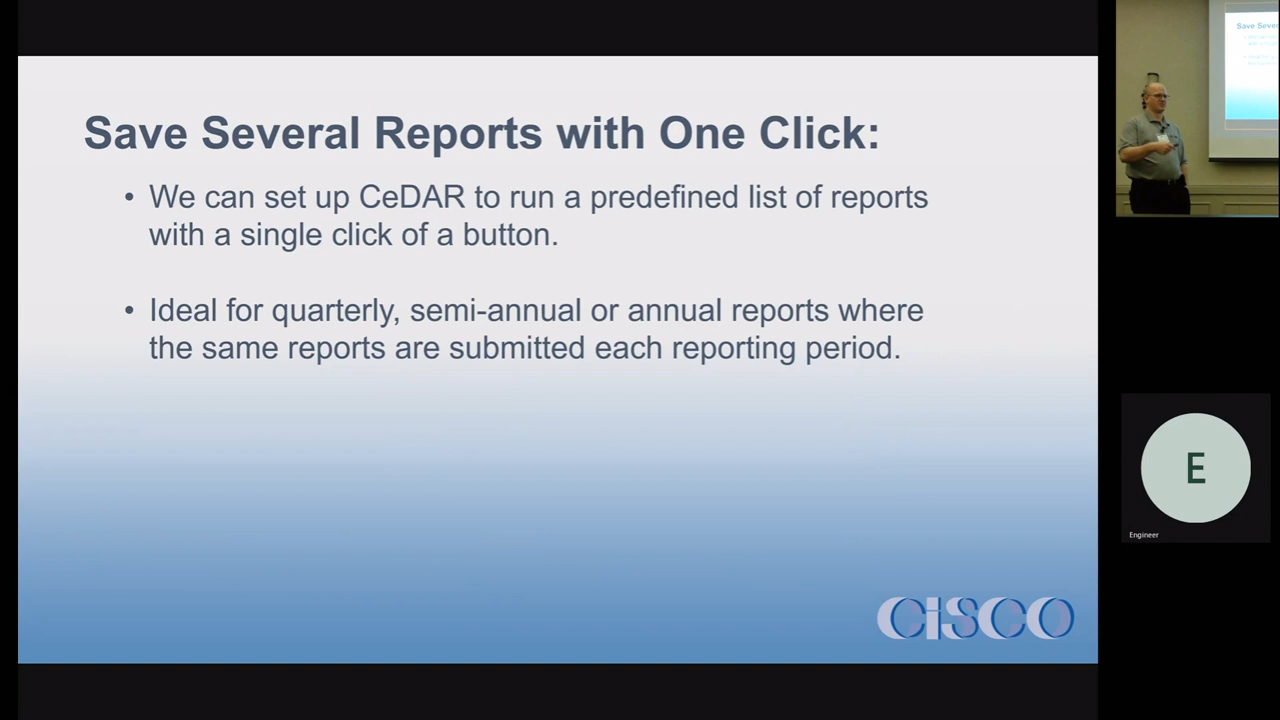 Save Several Reports with One Click:
• We can set up CeDAR to run a predefined list of reports
with a single click of a button.
• Ideal for quarterly, semi-annual or annual reports where
the same reports are submitted each reporting period.
CiSCO
Save Sever
E
Engineer